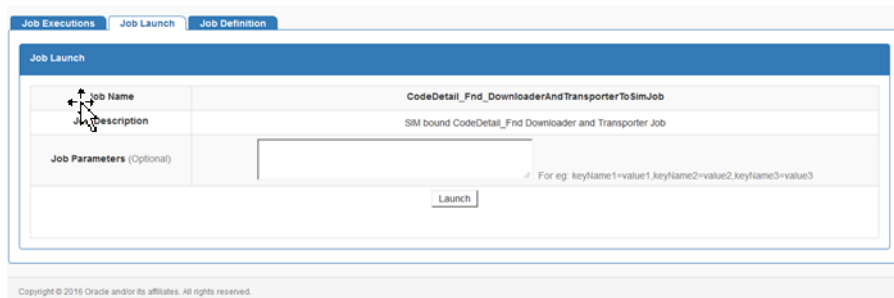 Job Executions Job Launch Job Definition
Job Launch
Job Name CodeDetail_Fnd_DownloaderAndTransporterToSimJob
Job Description SIM bound CodeDetail_Fnd Downloader and Transporter Job
Job Parameters (Optional) For eg: keyName1=value1,keyName2=value2,keyName3=value3
Launch
Copyright © 2016 Oracle and/or its affiliates. All rights reserved.